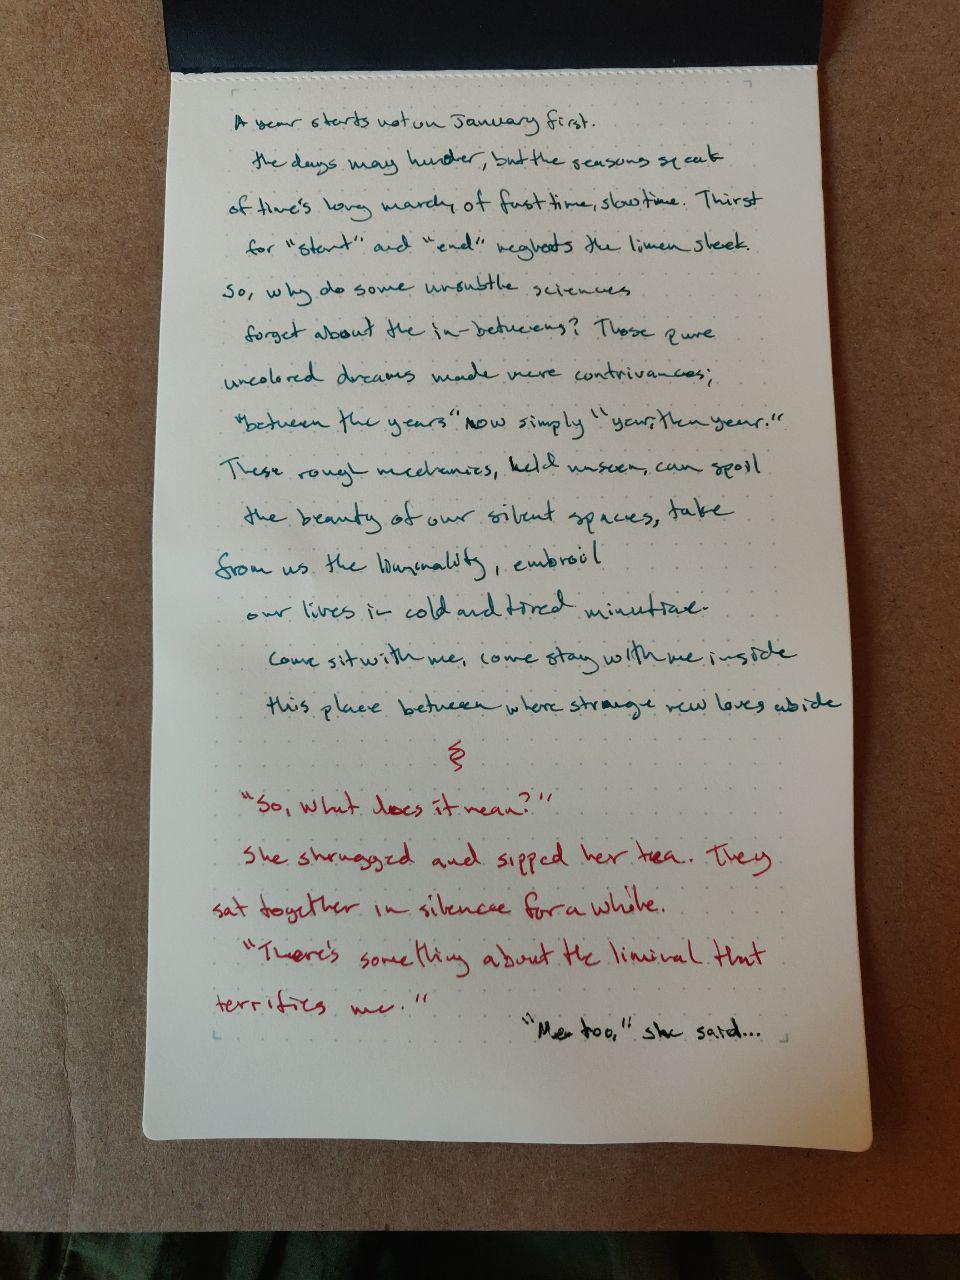 A year starts not on January first.
The days may hinder, but the seasons speak
of time's long march, of fast time, slow time. Thirst
for "start" and "end" neglects the limen sleek.
So, why do some unsubtle sciences
forget about the in-betweens? Those pure
uncolored dreams made mere contrivances;
"between the years" now simply "year, then year."
These rough mechanics, held unseen, can spoil
the beauty of our silent spaces, take
from us the liminality, embroil
our lives in cold and tired minutiae.
Come sit with me, come stay with me inside
this place between where strange new loves abide
"So, what does it mean?"
She shrugged and sipped her tea. They
sat together in silence for a while.
"There's something about the liminal that
terrifies me."
"Me too," she said...